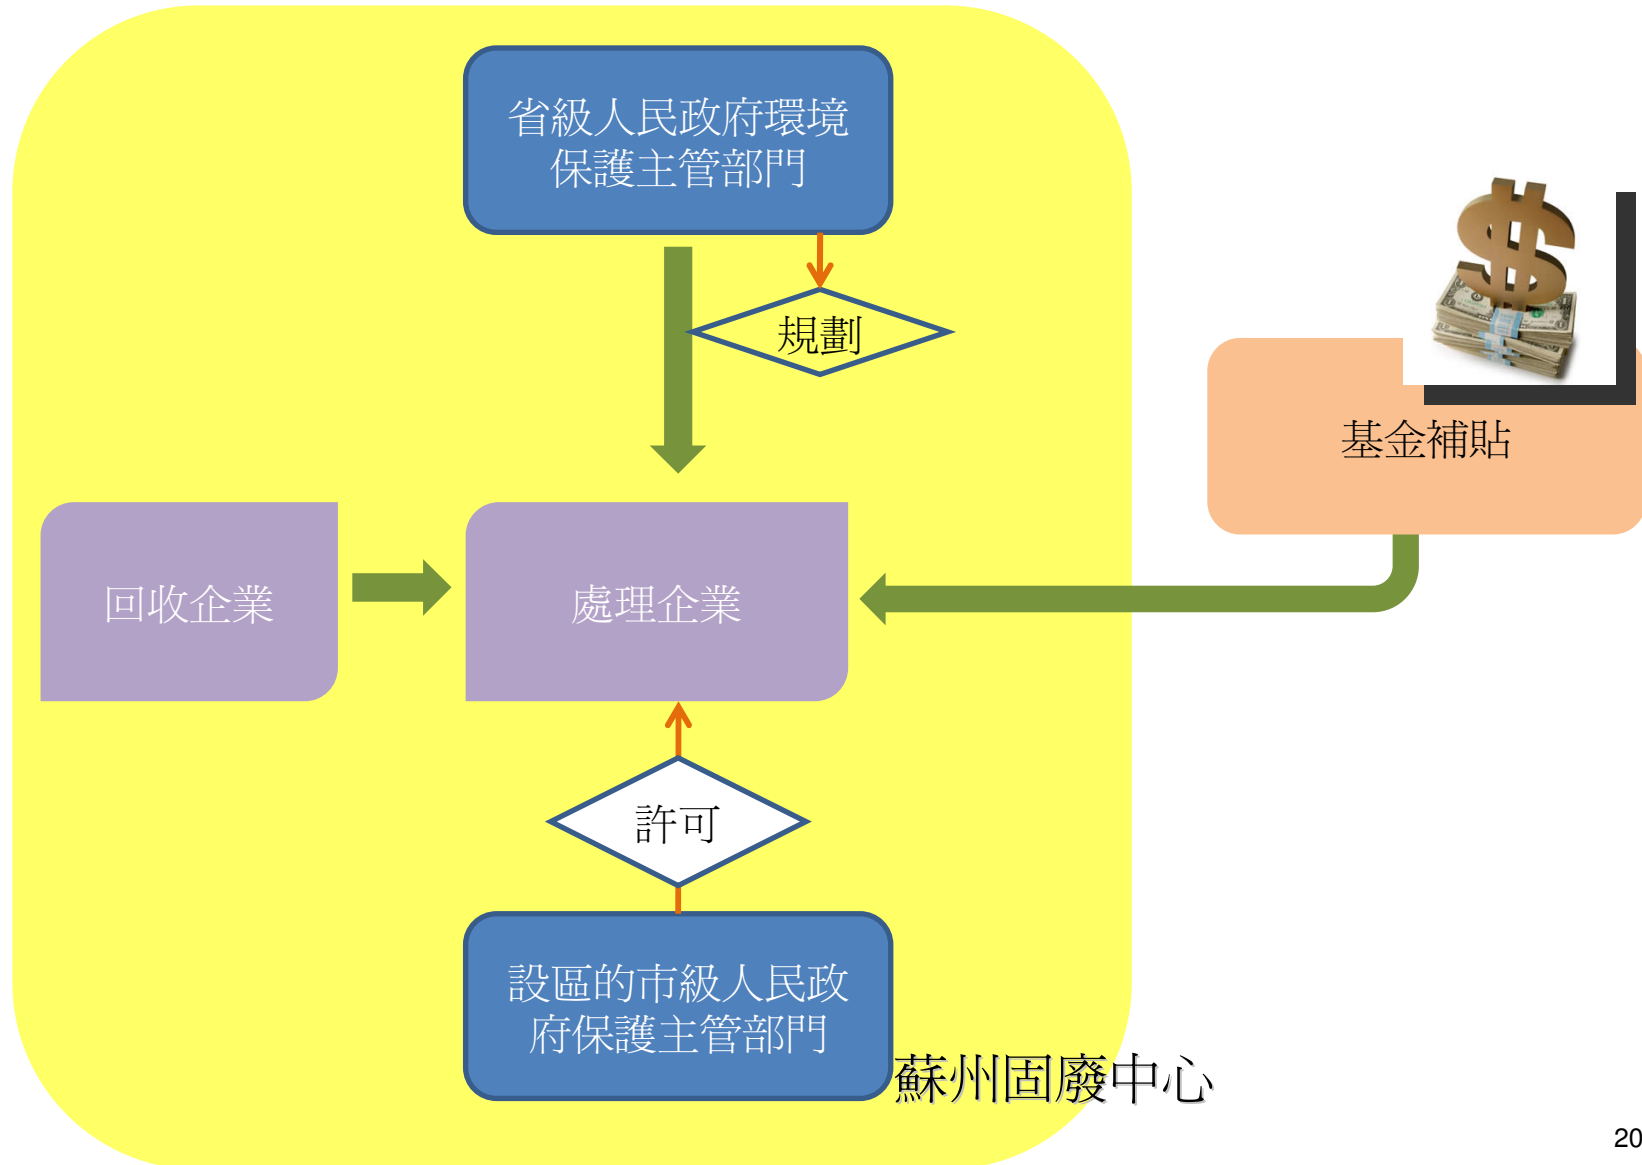 省級人民政府環境
保護主管部門
規劃
基金補貼
回收企業
處理企業
許可
設區的市級人民政
府保護主管部門
蘇州固廢中心
20